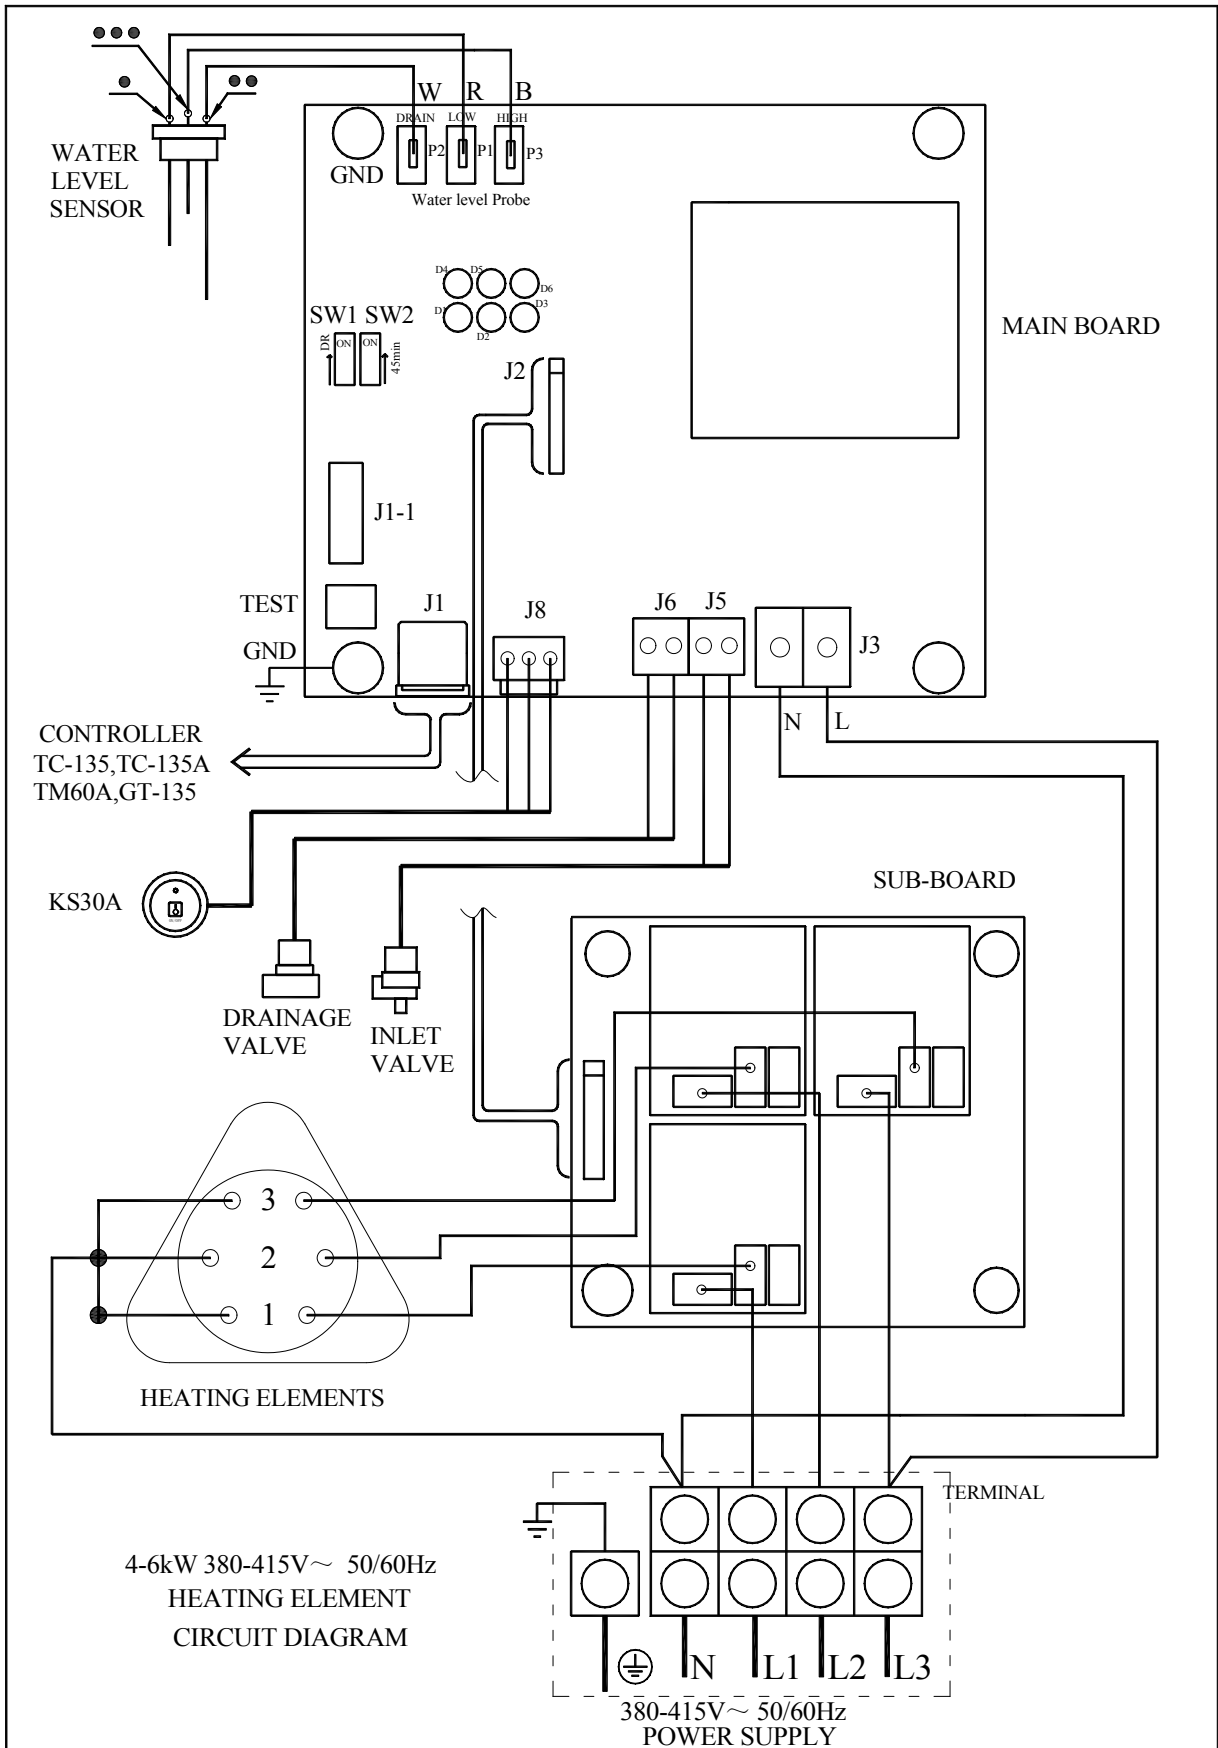 W R B
DRAIN LOW HIGH
P2 P1 P3
GND
Water level Probe
WATER
LEVEL
SENSOR
D4 D5 D6
D1 D2 D3
SW1 SW2
DR ON ON 45min
MAIN BOARD
J2
J1-1
TEST
J1
J8
J6 J5
J3
GND
N L
CONTROLLER
TC-135,TC-135A
TM60A,GT-135
KS30A
SUB-BOARD
DRAINAGE
VALVE
INLET
VALVE
3
2
1
HEATING ELEMENTS
TERMINAL
4-6kW 380-415V～ 50/60Hz
HEATING ELEMENT
CIRCUIT DIAGRAM
N L1 L2 L3
380-415V～ 50/60Hz
POWER SUPPLY